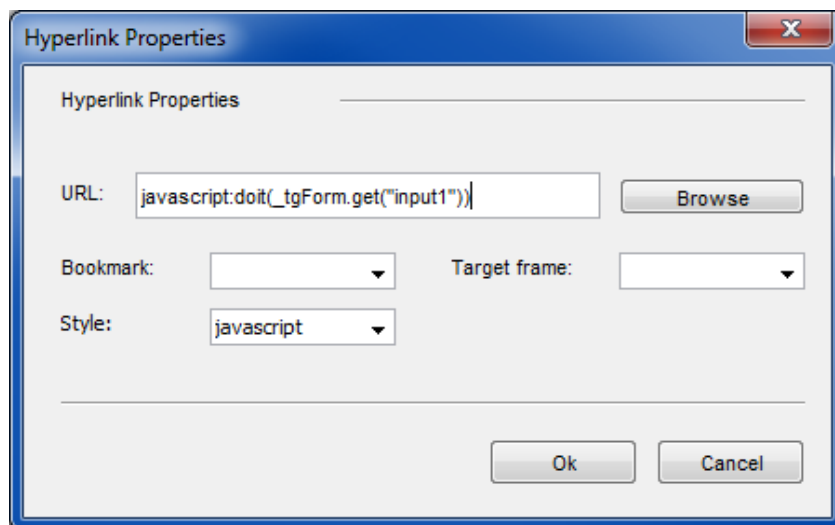 Hyperlink Properties
Hyperlink Properties
URL: javascript:doit(_tgForm.get("input1")) Browse
Bookmark: Target frame:
Style: javascript
Ok Cancel